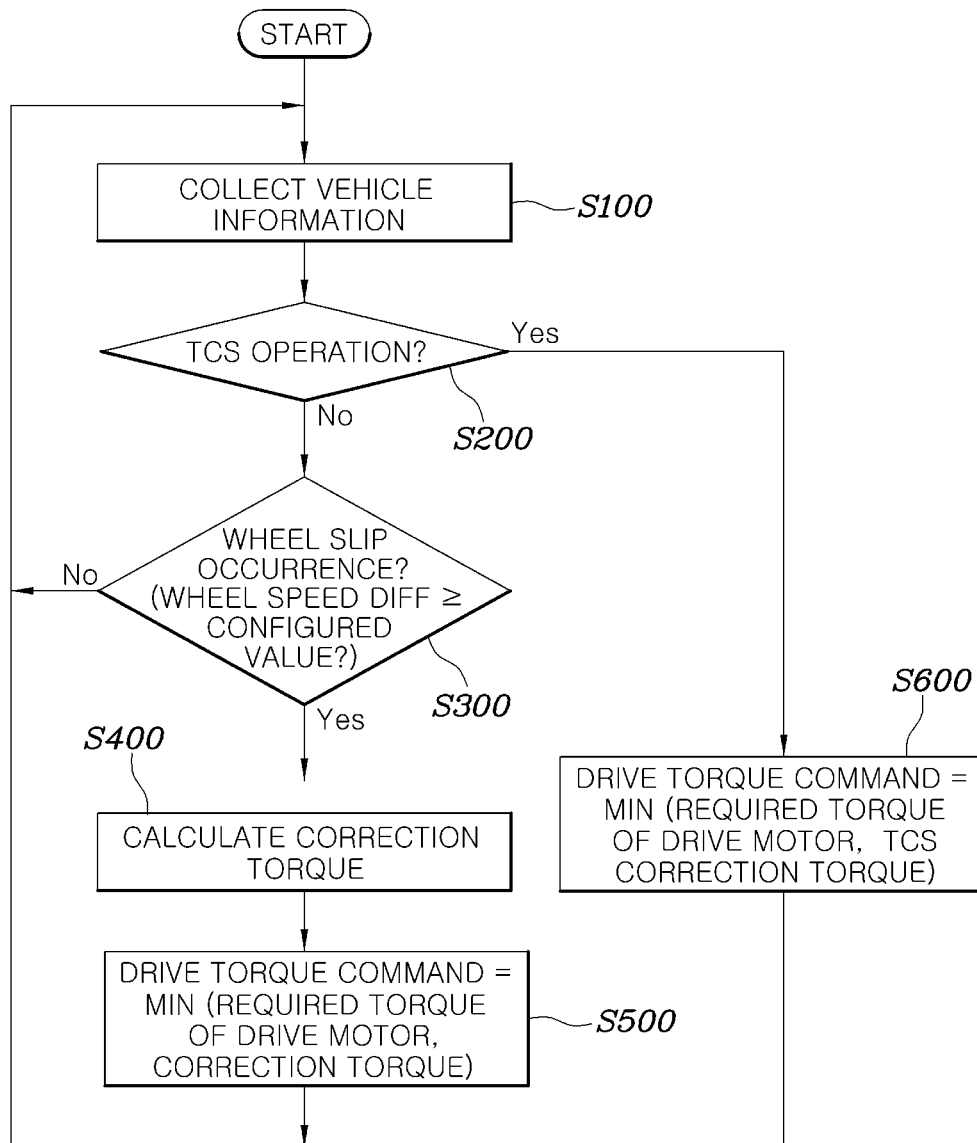 START
COLLECT VEHICLE
INFORMATION
S100
TCS OPERATION?
Yes
No
S200
WHEEL SLIP
OCCURRENCE?
(WHEEL SPEED DIFF ≥
CONFIGURED
VALUE?)
No
S300
Yes
S400
CALCULATE CORRECTION
TORQUE
DRIVE TORQUE COMMAND =
MIN (REQUIRED TORQUE
OF DRIVE MOTOR,
CORRECTION TORQUE)
S500
S600
DRIVE TORQUE COMMAND =
MIN (REQUIRED TORQUE
OF DRIVE MOTOR, TCS
CORRECTION TORQUE)